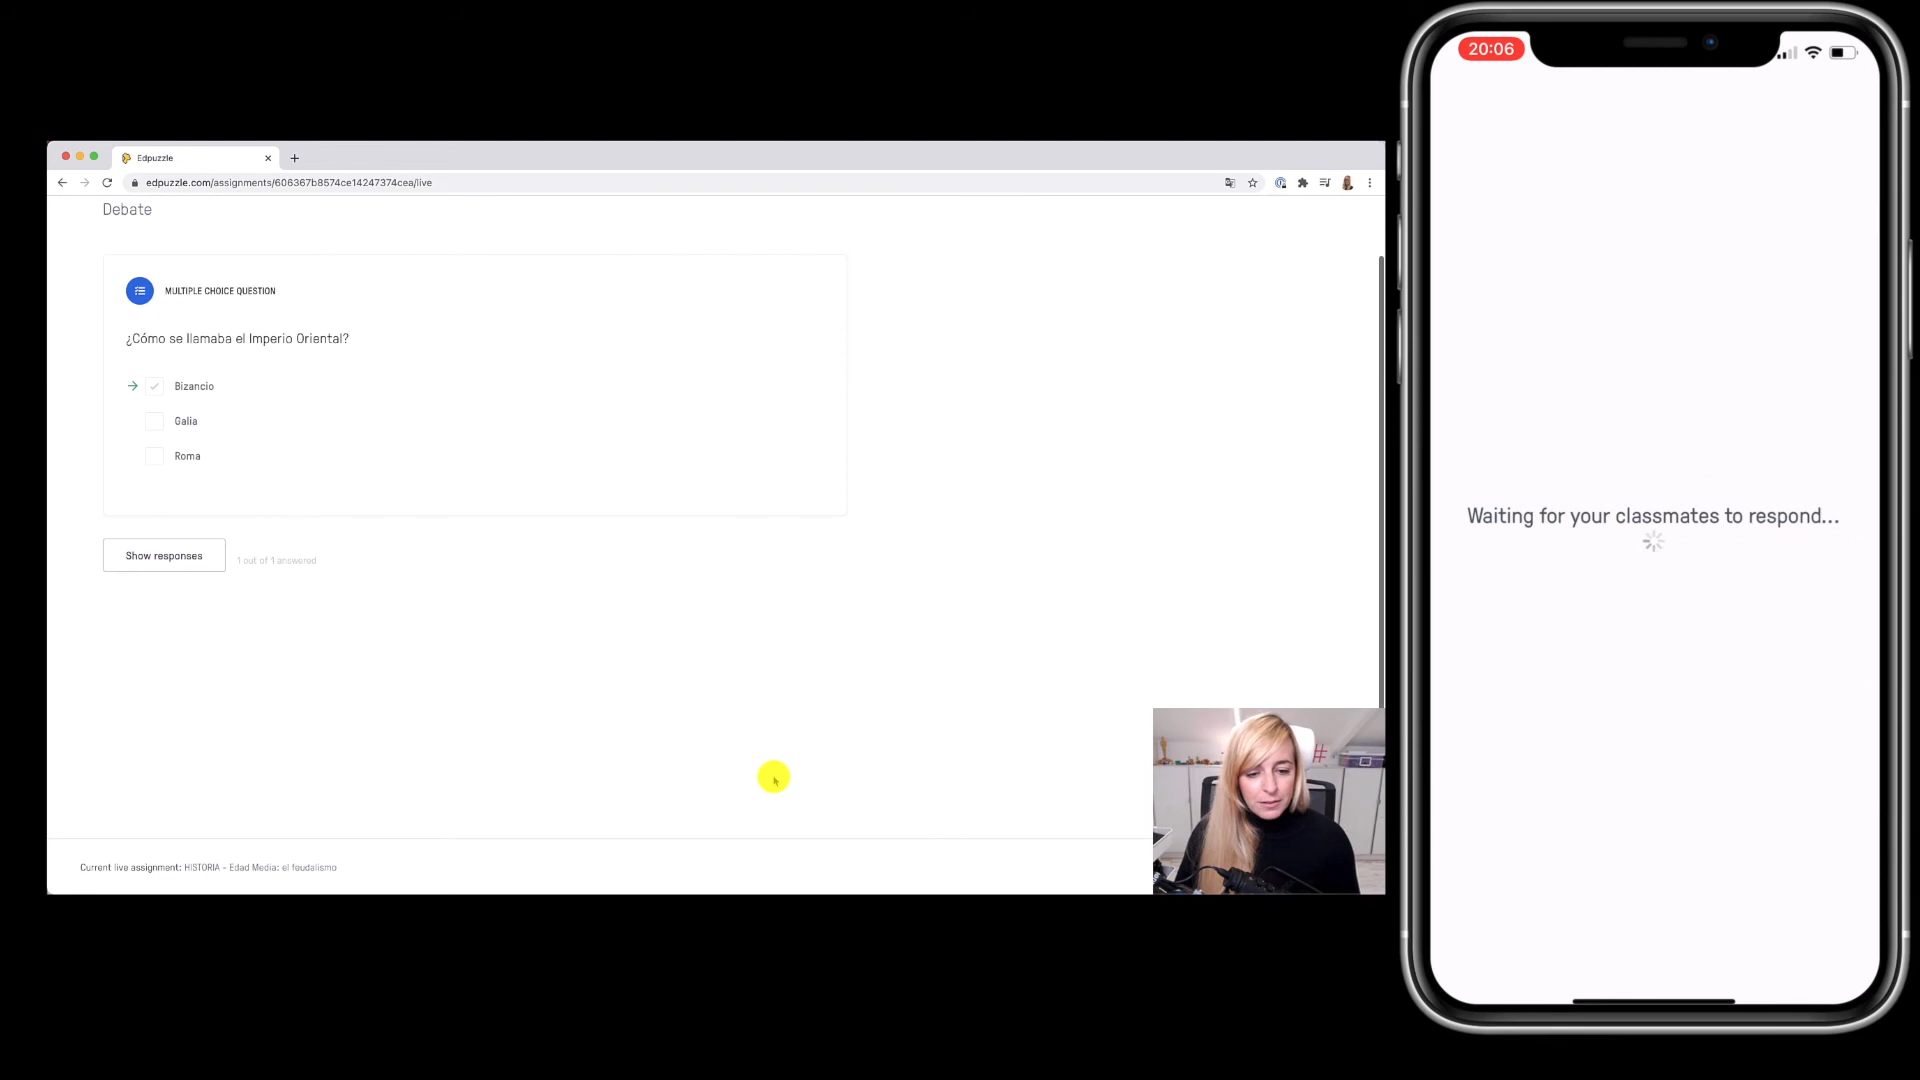 Edpuzzle
edpuzzle.com/assignments/606367b8574ce14247374cea/live
Debate
MULTIPLE CHOICE QUESTION
¿Cómo se llamaba el Imperio Oriental?
Bizancio
Galia
Roma
Show responses
1 out of 1 answered
Current live assignment: HISTORIA - Edad Media: el feudalismo
20:06
Waiting for your classmates to respond...